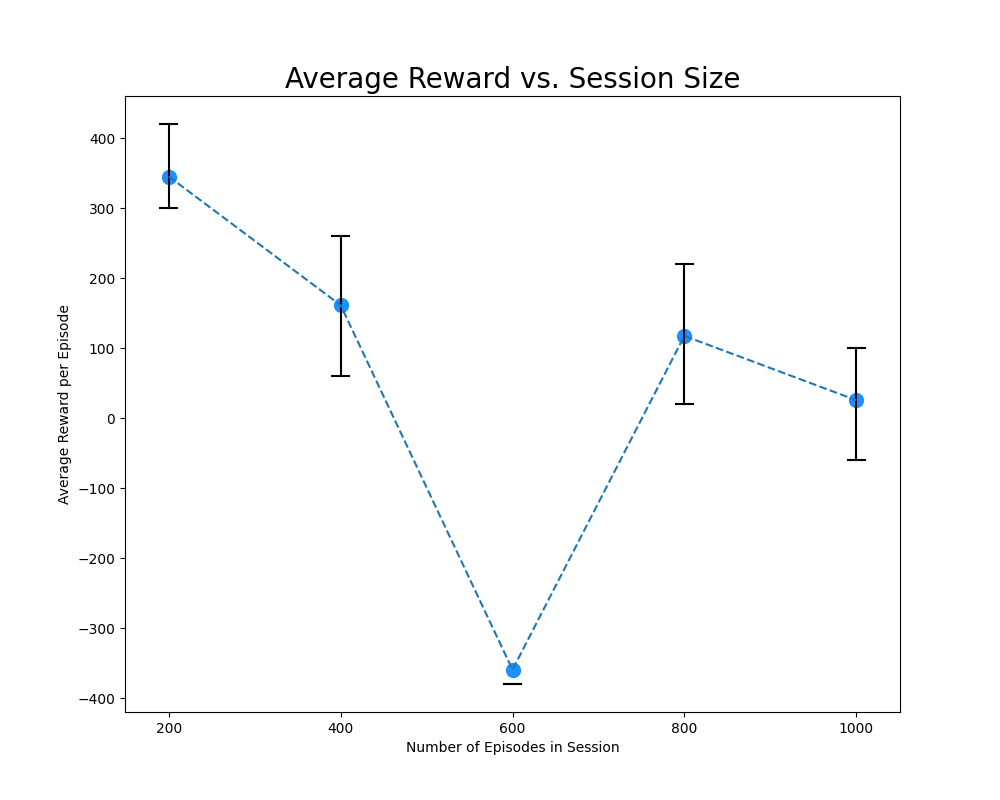 Average Reward vs. Session Size
400
300
200
100
0
−100
−200
−300
−400
Average Reward per Episode
200 400 600 800 1000
Number of Episodes in Session